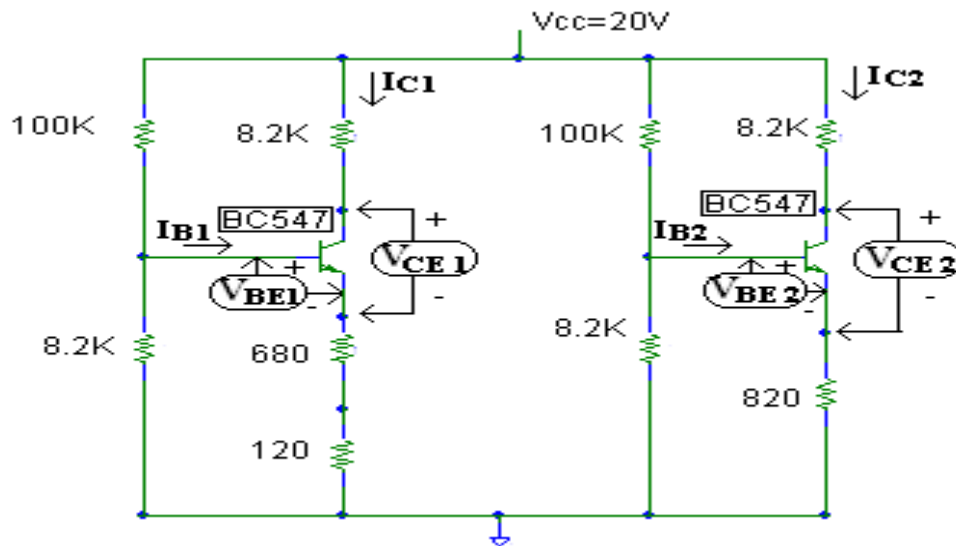 Vcc=20V
IC1
IC2
100K
8.2K
100K
8.2K
BC547
BC547
IB1
+
VCE 1
IB2
+
VCE 2
+
VBE1
-
-
+
VBE 2
-
-
8.2K
680
8.2K
820
120